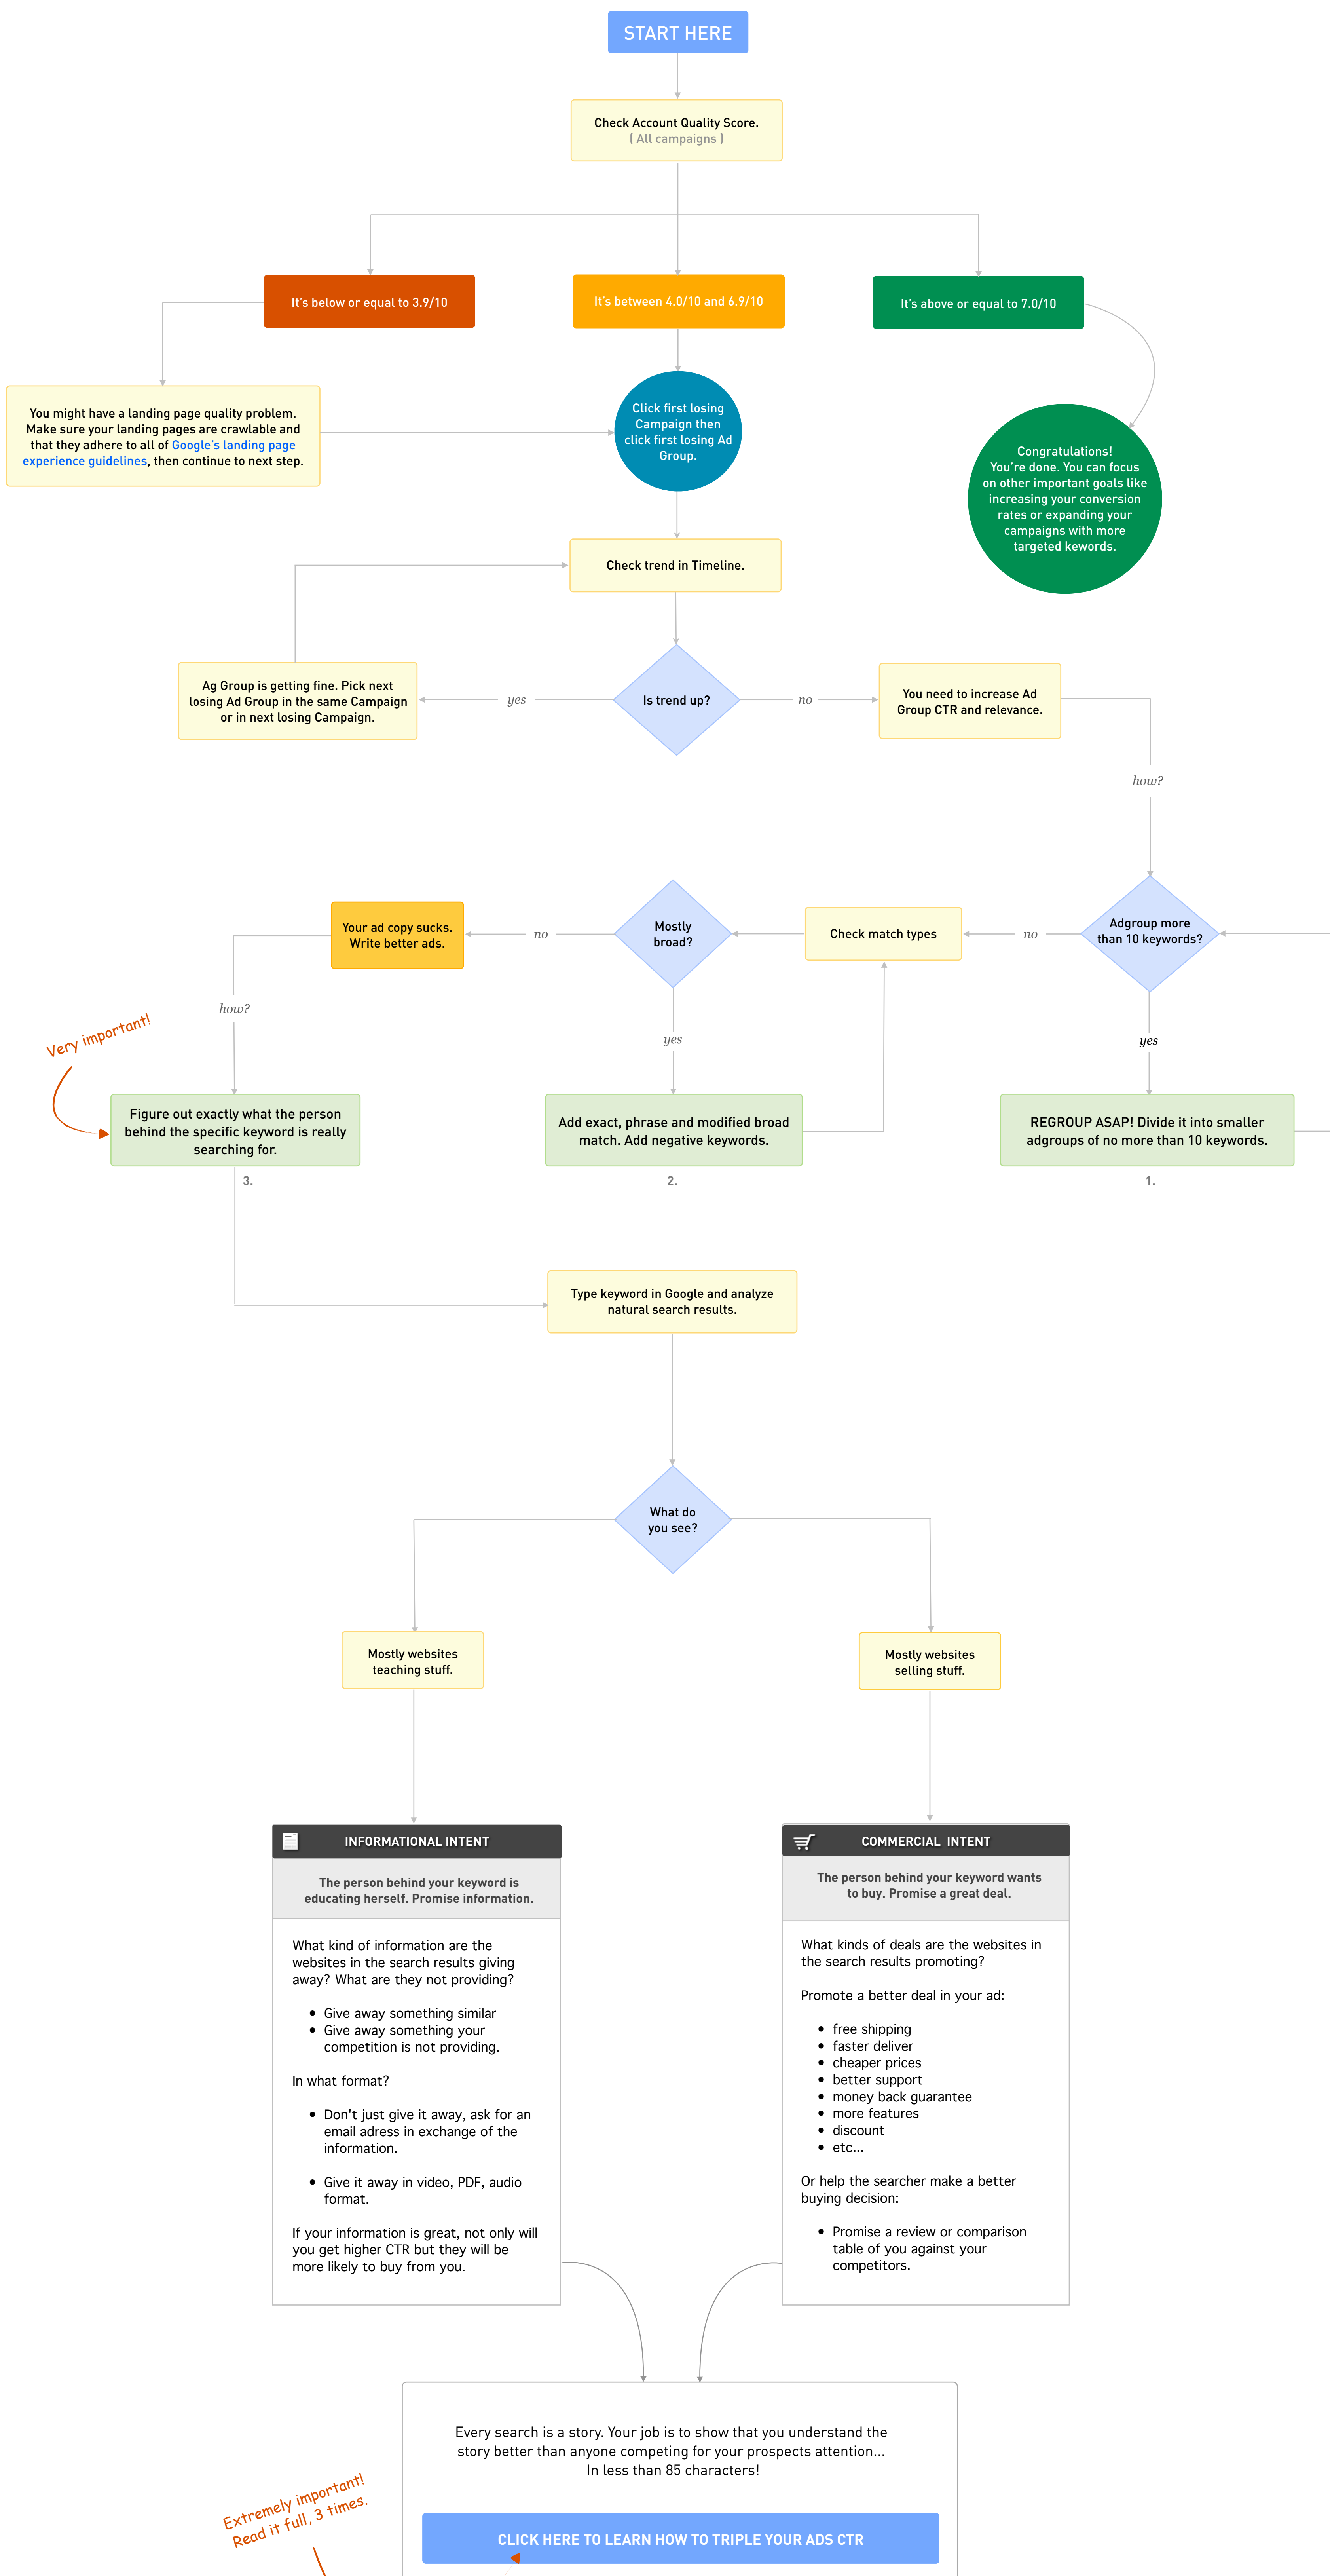 START HERE
Check Account Quality Score.
( All campaigns )
It's below or equal to 3.9/10
It's between 4.0/10 and 6.9/10
It's above or equal to 7.0/10
You might have a landing page quality problem.
Make sure your landing pages are crawlable and
that they adhere to all of Google's landing page
experience guidelines, then continue to next step.
Click first losing
Campaign then
click first losing Ad
Group.
Congratulations!
You're done. You can focus
on other important goals like
increasing your conversion
rates or expanding your
campaigns with more
targeted kewords.
Check trend in Timeline.
Ag Group is getting fine. Pick next
losing Ad Group in the same Campaign
or in next losing Campaign.
yes
Is trend up?
no
You need to increase Ad
Group CTR and relevance.
how?
Your ad copy sucks.
Write better ads.
no
Mostly
broad?
Check match types
no
Adgroup more
than 10 keywords?
how?
yes
yes
Very important!
Figure out exactly what the person
behind the specific keyword is really
searching for.
3.
Add exact, phrase and modified broad
match. Add negative keywords.
2.
REGROUP ASAP! Divide it into smaller
adgroups of no more than 10 keywords.
1.
Type keyword in Google and analyze
natural search results.
What do
you see?
Mostly websites
teaching stuff.
Mostly websites
selling stuff.
INFORMATIONAL INTENT
The person behind your keyword is
educating herself. Promise information.
What kind of information are the
websites in the search results giving
away? What are they not providing?
• Give away something similar
• Give away something your
competition is not providing.
In what format?
• Don't just give it away, ask for an
email adress in exchange of the
information.
• Give it away in video, PDF, audio
format.
If your information is great, not only will
you get higher CTR but they will be
more likely to buy from you.
COMMERCIAL INTENT
The person behind your keyword wants
to buy. Promise a great deal.
What kinds of deals are the websites in
the search results promoting?
Promote a better deal in your ad:
• free shipping
• faster deliver
• cheaper prices
• better support
• money back guarantee
• more features
• discount
• etc...
Or help the searcher make a better
buying decision:
• Promise a review or comparison
table of you against your
competitors.
Every search is a story. Your job is to show that you understand the
story better than anyone competing for your prospects attention...
In less than 85 characters!
Extremely important!
Read it full, 3 times.
CLICK HERE TO LEARN HOW TO TRIPLE YOUR ADS CTR